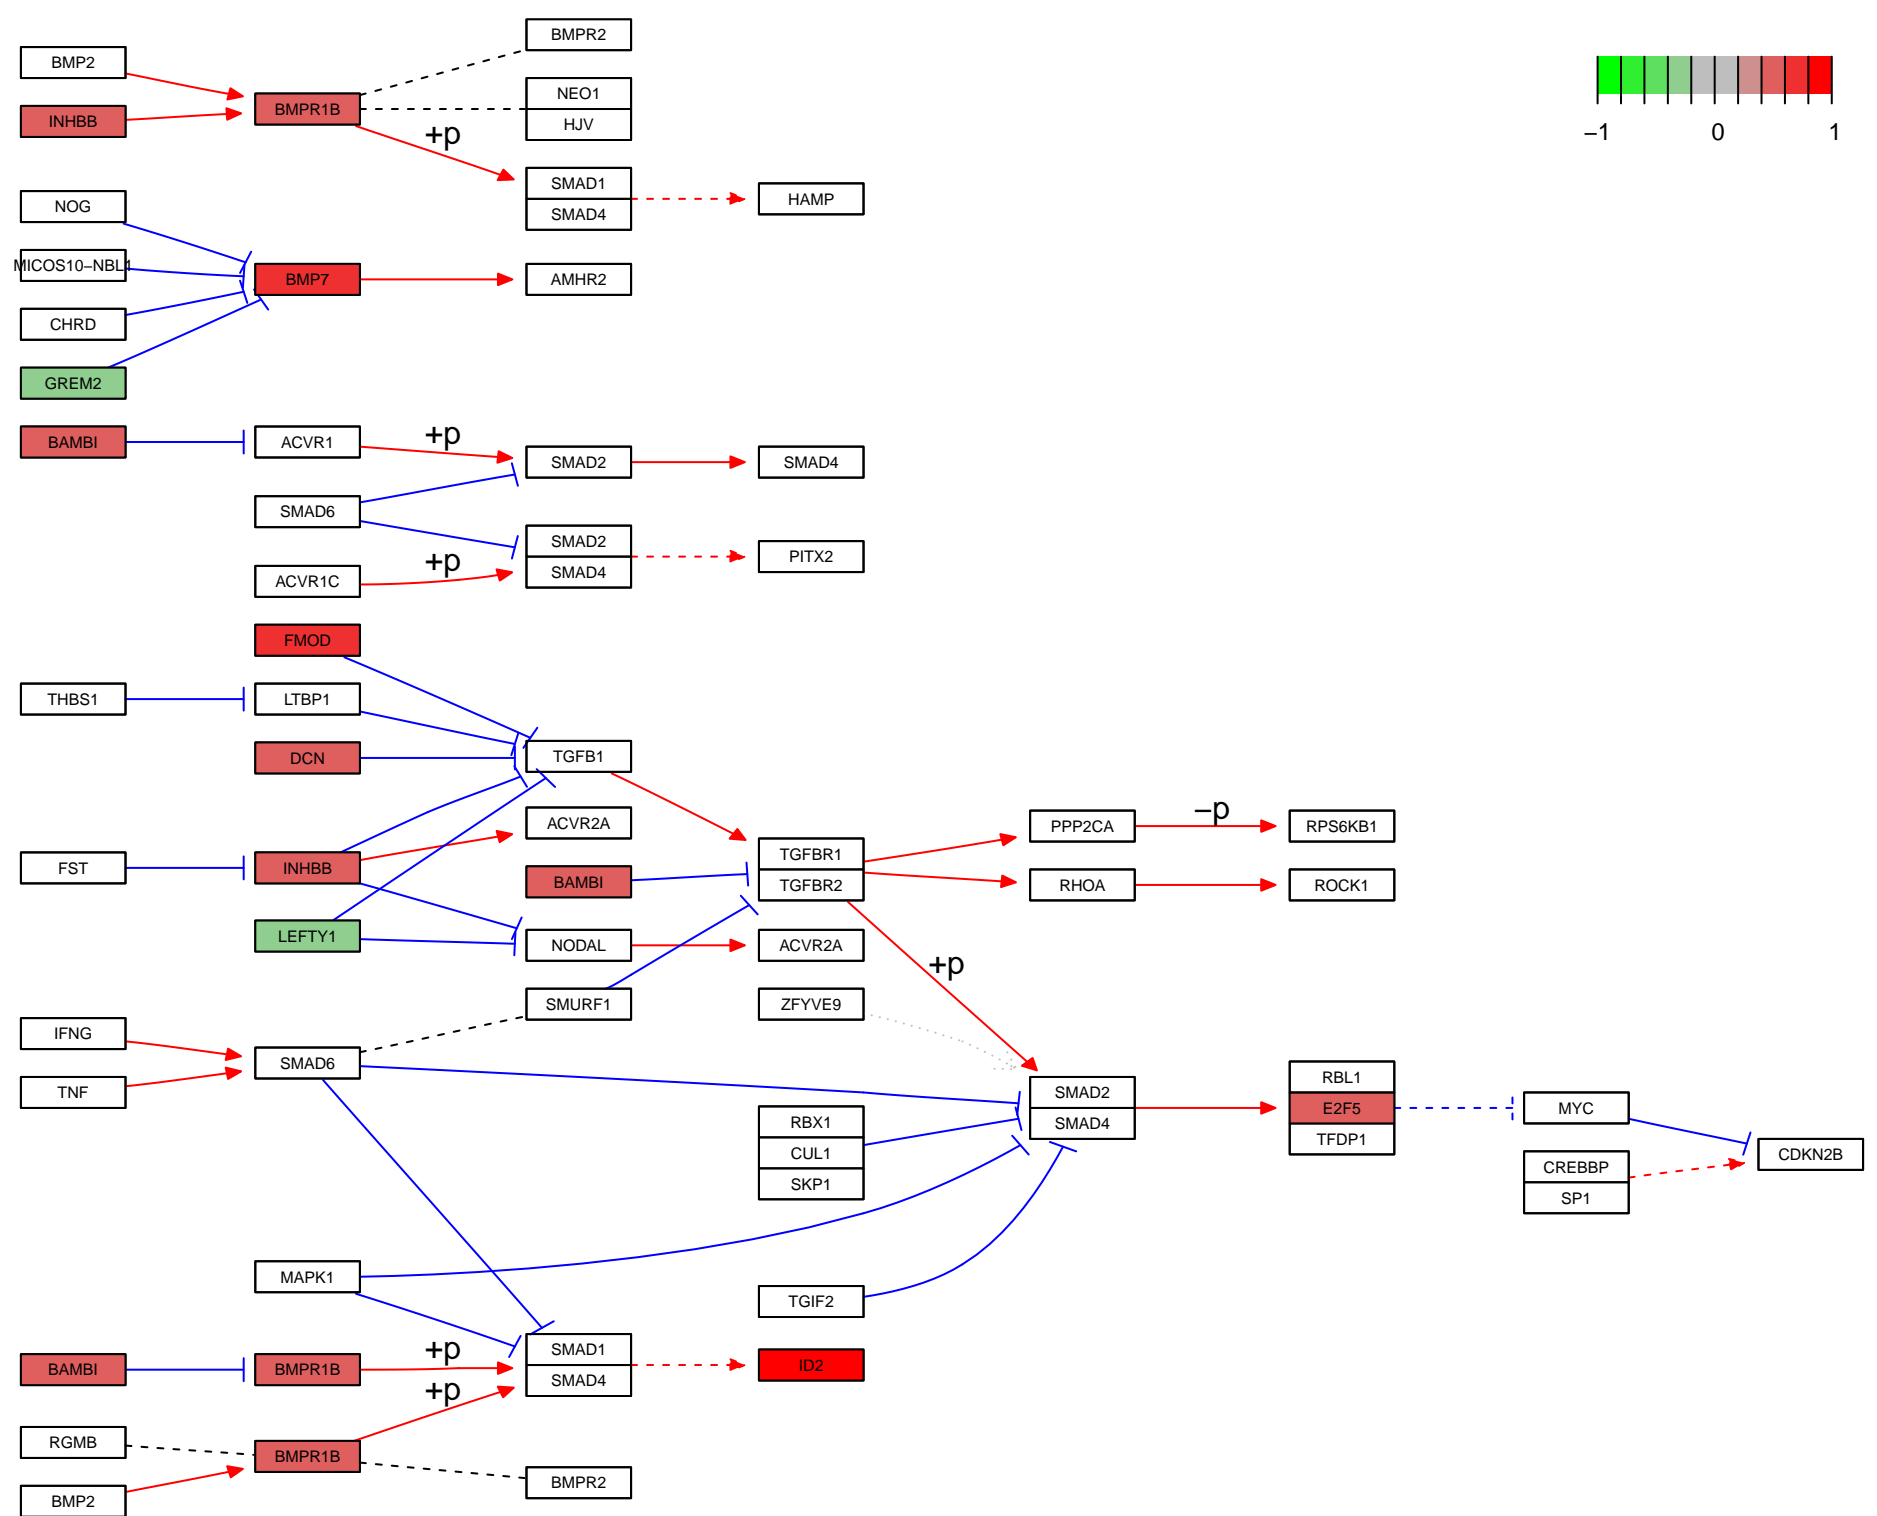 BMPR2
BMP2
NEO1
INHBB
BMPR1B
HJV
+p
−1
0
1
SMAD1
SMAD4
HAMP
NOG
MICOS10−NBL1
BMP7
AMHR2
CHRD
GREM2
BAMBI
ACVR1
+p
SMAD2
SMAD4
SMAD6
SMAD2
SMAD4
PITX2
ACVR1C
+p
FMOD
THBS1
LTBP1
DCN
TGFB1
ACVR2A
PPP2CA
−p
RPS6KB1
TGFBR1
TGFBR2
FST
INHBB
BAMBI
RHOA
ROCK1
LEFTY1
NODAL
ACVR2A
+p
SMURF1
ZFYVE9
IFNG
SMAD6
TNF
SMAD2
SMAD4
RBL1
E2F5
TFDP1
MYC
RBX1
CUL1
SKP1
CREBBP
SP1
CDKN2B
MAPK1
TGIF2
BAMBI
BMPR1B
+p
SMAD1
SMAD4
ID2
+p
RGMB
BMPR1B
BMPR2
BMP2